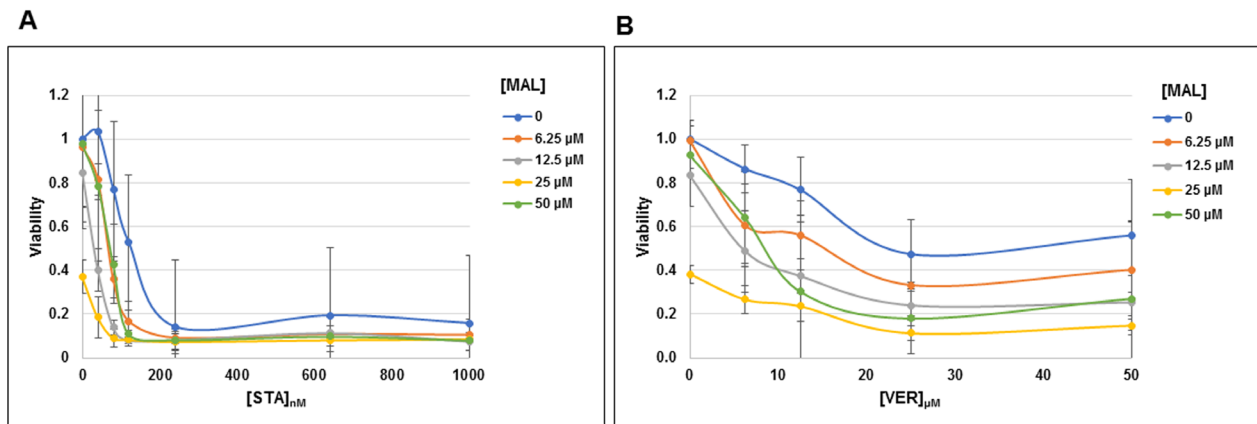 A
[MAL]
0
6.25 µM
12.5 µM
25 µM
50 µM
Viability
1.2
1
0.8
0.6
0.4
0.2
0
0 200 400 600 800 1000
[STA]nM
B
[MAL]
0
6.25 µM
12.5 µM
25 µM
50 µM
Viability
1.2
1.0
0.8
0.6
0.4
0.2
0
0 10 20 30 40 50
[VER]µM